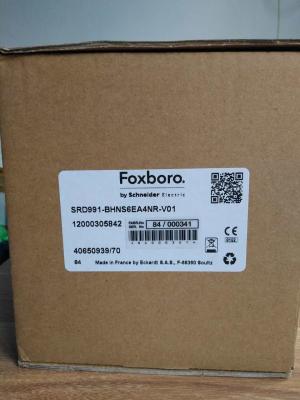 Foxboro.
by Schneider Electric
SRD991-BHNS6EA4NR-V01
12000305842
84 / 000341
40650939/70
84 Made in France by Eckardt S.A.S., F-68360 Soultz